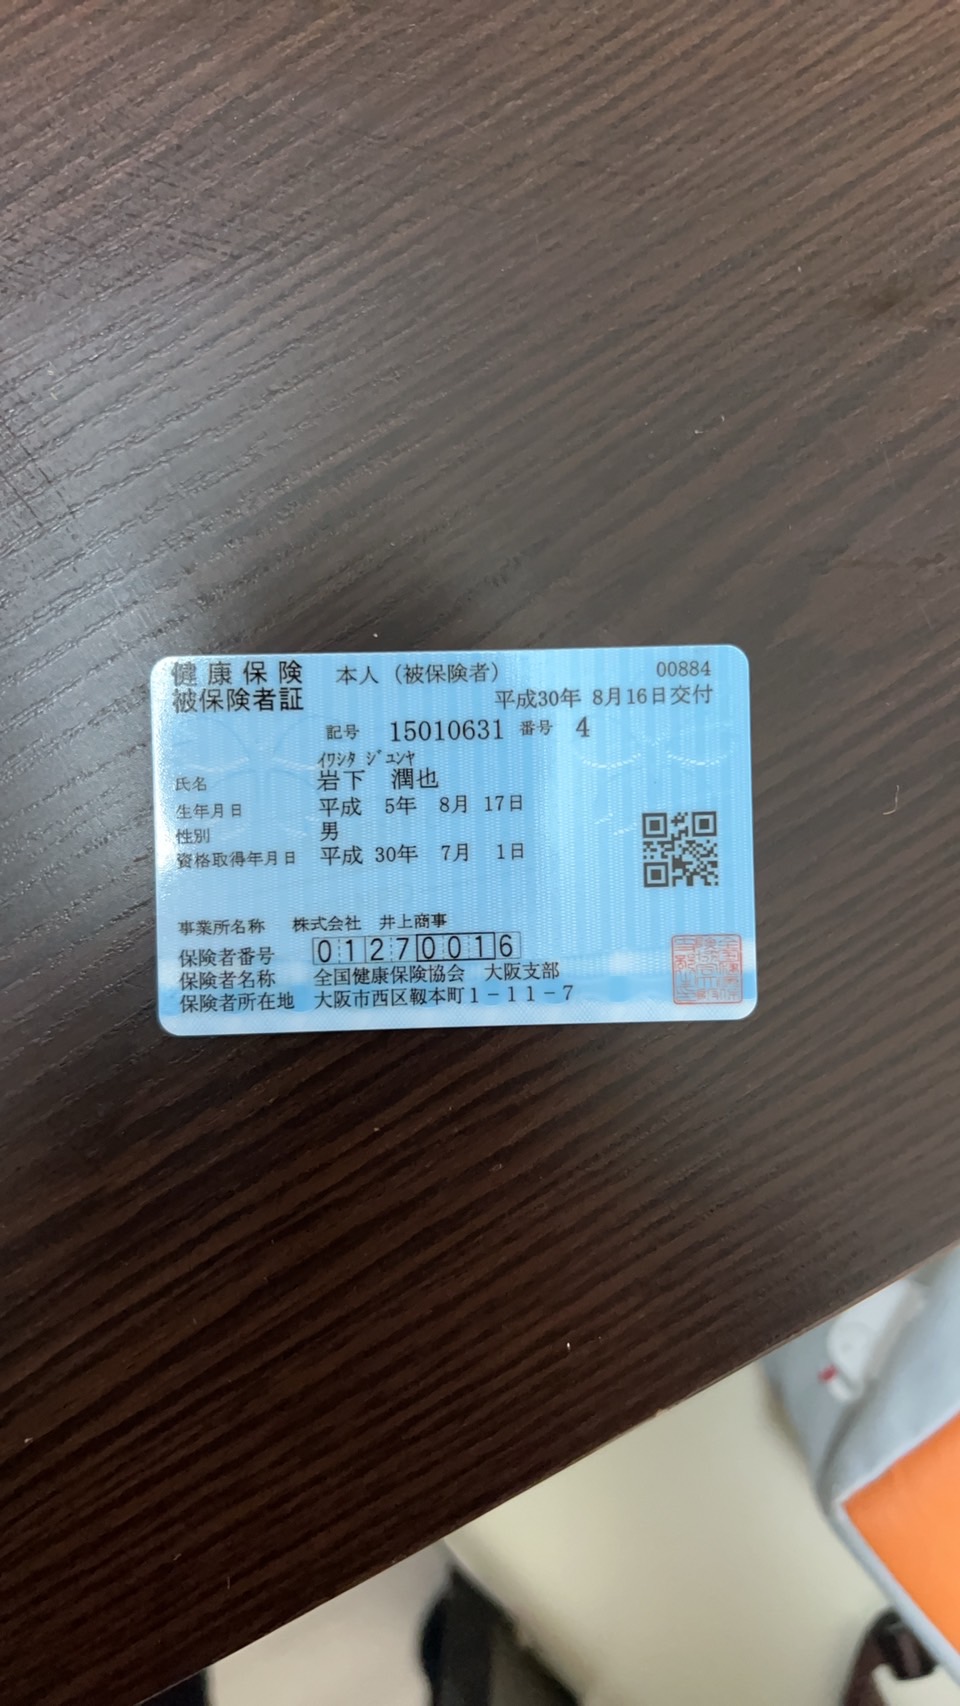 健康保険 本人（被保険者） 00884
被保険者証 平成30年 8月16日交付
記号 15010631 番号 4
ｲﾜｼﾀ ｼﾞﾕﾝﾔ
氏名 岩下 潤也
生年月日 平成 5年 8月 17日
性別 男
資格取得年月日 平成 30年 7月 1日
事業所名称 株式会社 井上商事
保険者番号 01270016
保険者名称 全国健康保険協会 大阪支部
保険者所在地 大阪市西区靱本町1-11-7